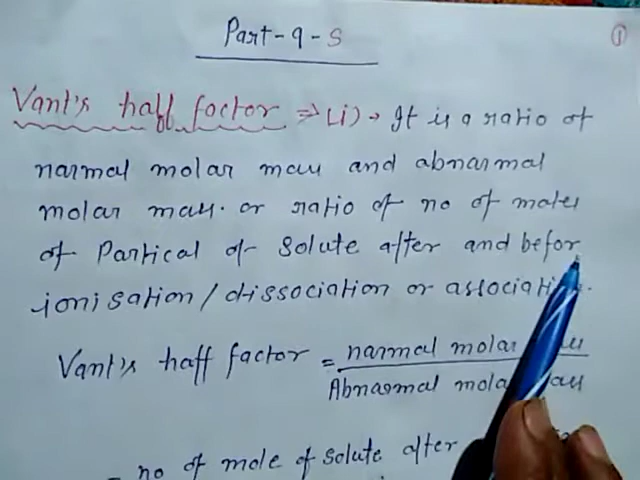 Part-9-S
①
Vant's haff factor ⇒ (i) → It is a ratio of
narmal molar mass and abnarmal
molar mass. or ratio of no of moles
of Partical of solute after and befor
ionisation / dissociation or associati
Vant's haff factor = narmal molar
Abnarmal mola
= no of mole of solute after